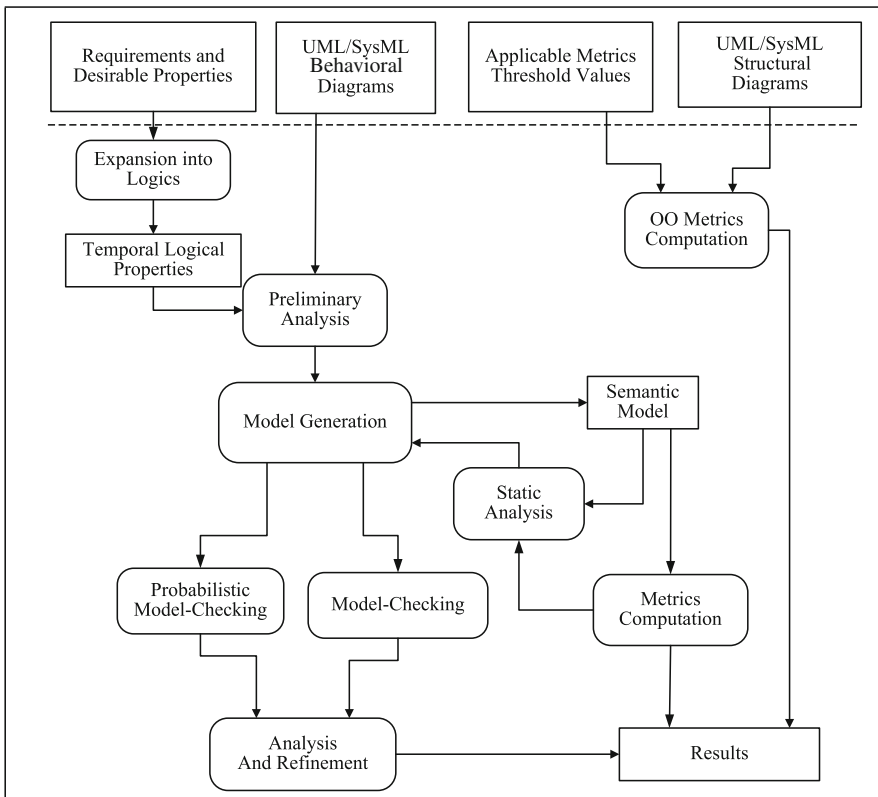 Requirements and
Desirable Properties
UML/SysML
Behavioral
Diagrams
Applicable Metrics
Threshold Values
UML/SysML
Structural
Diagrams
Expansion into
Logics
OO Metrics
Computation
Temporal Logical
Properties
Preliminary
Analysis
Model Generation
Semantic
Model
Static
Analysis
Probabilistic
Model-Checking
Model-Checking
Metrics
Computation
Analysis
And Refinement
Results